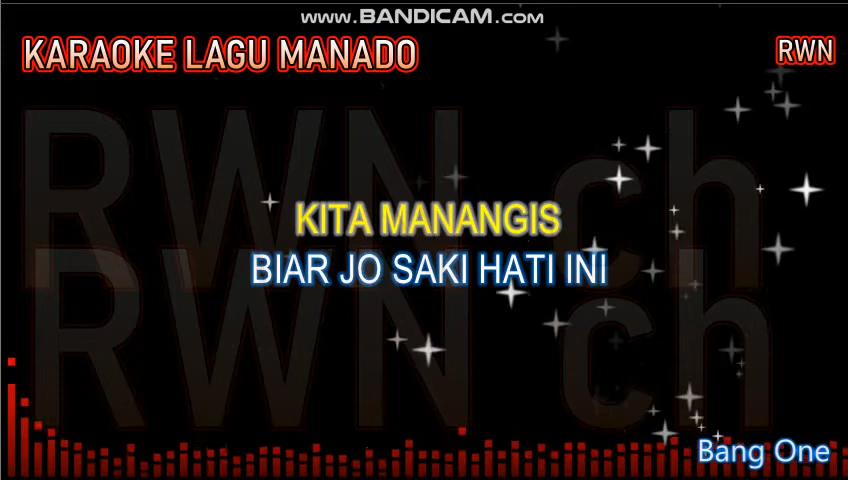 www.BANDICAM.com
KARAOKE LAGU MANADO
RWN
RWN ch
KITA MANANGIS
BIAR JO SAKI HATI INI
RWN ch
Bang One